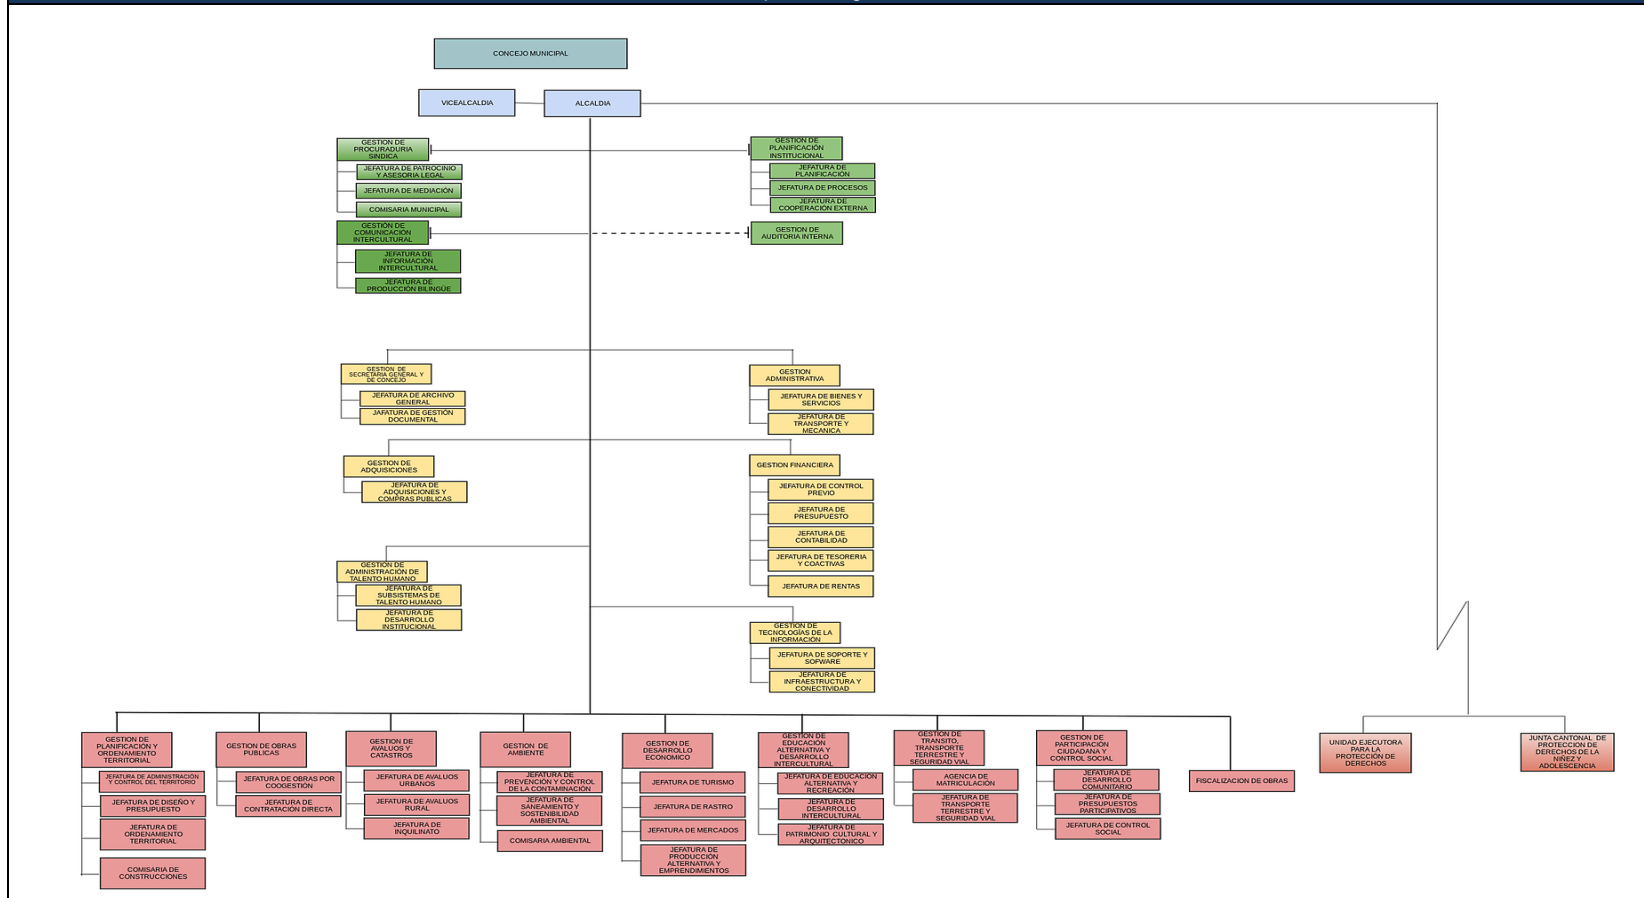 CONCEJO MUNICIPAL
VICEALCALDIA
ALCALDIA
GESTION DE
PROCURADURIA
SINDICA
JEFATURA DE PATROCINIO
Y ASESORIA LEGAL
JEFATURA DE MEDIACIÓN
COMISARIA MUNICIPAL
GESTIÓN DE
COMUNICACIÓN
INTERCULTURAL
JEFATURA DE
INFORMACIÓN
INTERCULTURAL
JEFATURA DE
PRODUCCIÓN BILINGÜE
GESTION DE
PLANIFICACIÓN
INSTITUCIONAL
JEFATURA DE
PLANIFICACIÓN
JEFATURA DE PROCESOS
JEFATURA DE
COOPERACIÓN EXTERNA
GESTION DE
AUDITORIA INTERNA
GESTION DE
SECRETARIA GENERAL Y
DE CONCEJO
JEFATURA DE ARCHIVO
GENERAL
JAFATURA DE GESTIÓN
DOCUMENTAL
GESTION
ADMINISTRATIVA
JEFATURA DE BIENES Y
SERVICIOS
JEFATURA DE
TRANSPORTE Y
MECANICA
GESTION DE
ADQUISICIONES
JEFATURA DE
ADQUISICIONES Y
COMPRAS PUBLICAS
GESTION FINANCIERA
JEFATURA DE CONTROL
PREVIO
JEFATURA DE
PRESUPUESTO
JEFATURA DE
CONTABILIDAD
JEFATURA DE TESORERIA
Y COACTIVAS
JEFATURA DE RENTAS
GESTION DE
ADMINISTRACIÓN DE
TALENTO HUMANO
JEFATURA DE
SUBSISTEMAS DE
TALENTO HUMANO
JEFATURA DE
DESARROLLO
INSTITUCIONAL
GESTION DE
TECNOLOGÍAS DE LA
INFORMACIÓN
JEFATURA DE SOPORTE Y
SOFWARE
JEFATURA DE
INFRAESTRUCTURA Y
CONECTIVIDAD
GESTION DE
PLANIFICACIÓN Y
ORDENAMIENTO
TERRITORIAL
JEFATURA DE ADMINISTRACIÓN
Y CONTROL DEL TERRITORIO
JEFATURA DE DISEÑO Y
PRESUPUESTO
JEFATURA DE
ORDENAMIENTO
TERRITORIAL
COMISARIA DE
CONSTRUCCIONES
GESTION DE OBRAS
PUBLICAS
JEFATURA DE OBRAS POR
COOGESTIÓN
JEFATURA DE
CONTRATACIÓN DIRECTA
GESTION DE
AVALUOS Y
CATASTROS
JEFATURA DE AVALUOS
URBANOS
JEFATURA DE AVALUOS
RURAL
JEFATURA DE
INQUILINATO
GESTION DE
AMBIENTE
JEFATURA DE
PREVENCIÓN Y CONTROL
DE LA CONTAMINACIÓN
JEFATURA DE
SANEAMIENTO Y
SOSTENIBILIDAD
AMBIENTAL
COMISARIA AMBIENTAL
GESTION DE
DESARROLLO
ECONOMICO
JEFATURA DE TURISMO
JEFATURA DE RASTRO
JEFATURA DE MERCADOS
JEFATURA DE
PRODUCCIÓN
ALTERNATIVA Y
EMPRENDIMIENTOS
GESTION DE
EDUCACIÓN
ALTERNATIVA Y
DESARROLLO
INTERCULTURAL
JEFATURA DE EDUCACIÓN
ALTERNATIVA Y
RECREACIÓN
JEFATURA DE
DESARROLLO
INTERCULTURAL
JEFATURA DE
PATRIMONIO CULTURAL Y
ARQUITECTONICO
GESTION DE
TRANSITO,
TRANSPORTE
TERRESTRE Y
SEGURIDAD VIAL
AGENCIA DE
MATRICULACIÓN
JEFATURA DE
TRANSPORTE
TERRESTRE Y
SEGURIDAD VIAL
GESTION DE
PARTICIPACIÓN
CIUDADANA Y
CONTROL SOCIAL
JEFATURA DE
DESARROLLO
COMUNITARIO
JEFATURA DE
PRESUPUESTOS
PARTICIPATIVOS
JEFATURA DE CONTROL
SOCIAL
FISCALIZACION DE OBRAS
UNIDAD EJECUTORA
PARA LA
PROTECCIÓN DE
DERECHOS
JUNTA CANTONAL DE
PROTECCION DE
DERECHOS DE LA
NIÑEZ Y
ADOLESCENCIA